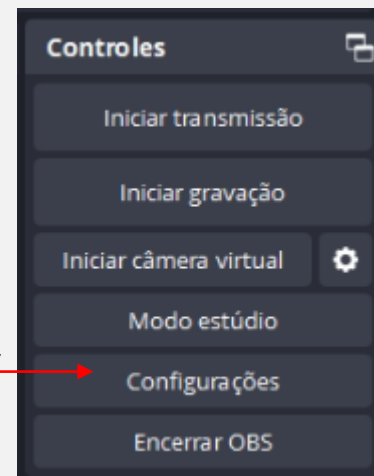 Controles
Iniciar transmissão
Iniciar gravação
Iniciar câmera virtual
Modo estúdio
Configurações
Encerrar OBS